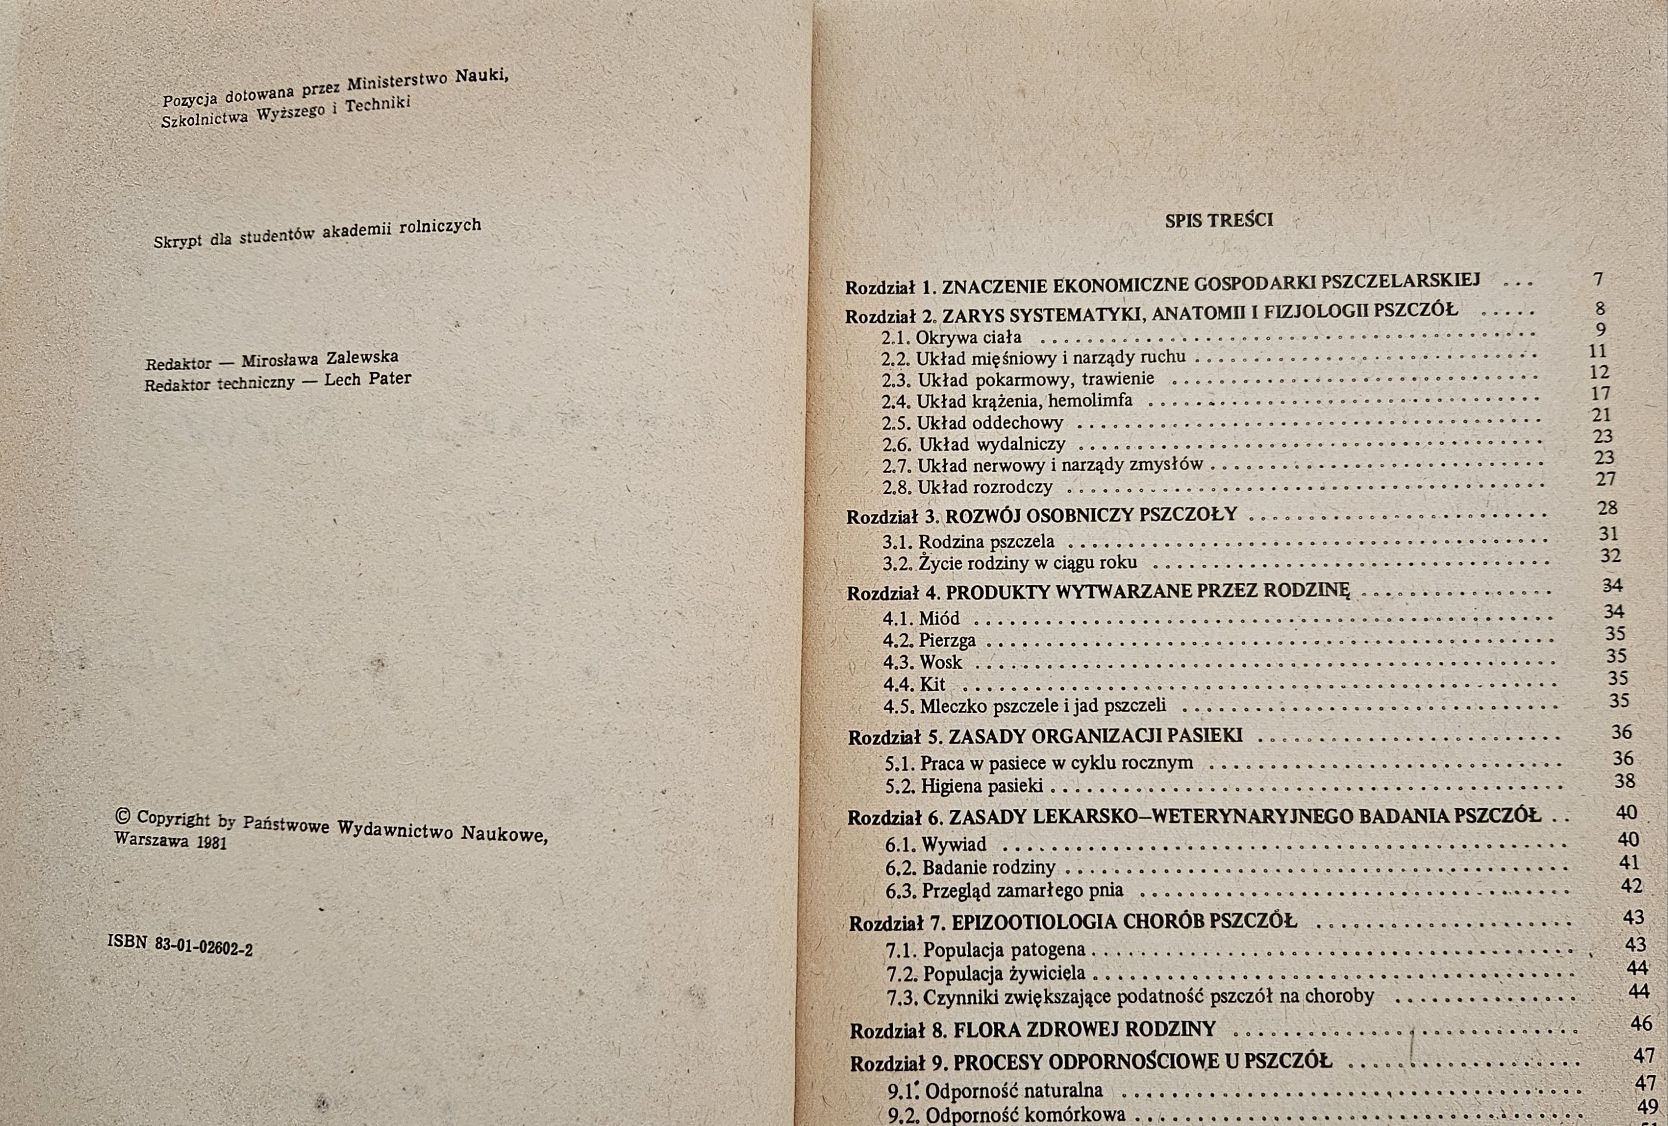 Pozycja dotowana przez Ministerstwo Nauki,
Szkolnictwa Wyższego i Techniki
Skrypt dla studentów akademii rolniczych
Redaktor — Mirosława Zalewska
Redaktor techniczny — Lech Pater
© Copyright by Państwowe Wydawnictwo Naukowe,
Warszawa 1981
ISBN 83-01-02602-2
SPIS TREŚCI
Rozdział 1. ZNACZENIE EKONOMICZNE GOSPODARKI PSZCZELARSKIEJ ... 7
Rozdział 2. ZARYS SYSTEMATYKI, ANATOMII I FIZJOLOGII PSZCZÓŁ ..... 8
2.1. Okrywa ciała ..... 9
2.2. Układ mięśniowy i narządy ruchu ..... 11
2.3. Układ pokarmowy, trawienie ..... 12
2.4. Układ krążenia, hemolimfa ..... 17
2.5. Układ oddechowy ..... 21
2.6. Układ wydalniczy ..... 23
2.7. Układ nerwowy i narządy zmysłów ..... 23
2.8. Układ rozrodczy ..... 27
Rozdział 3. ROZWÓJ OSOBNICZY PSZCZOŁY ..... 28
3.1. Rodzina pszczela ..... 31
3.2. Życie rodziny w ciągu roku ..... 32
Rozdział 4. PRODUKTY WYTWARZANE PRZEZ RODZINĘ ..... 34
4.1. Miód ..... 34
4.2. Pierzga ..... 35
4.3. Wosk ..... 35
4.4. Kit ..... 35
4.5. Mleczko pszczele i jad pszczeli ..... 35
Rozdział 5. ZASADY ORGANIZACJI PASIEKI ..... 36
5.1. Praca w pasiece w cyklu rocznym ..... 36
5.2. Higiena pasieki ..... 38
Rozdział 6. ZASADY LEKARSKO–WETERYNARYJNEGO BADANIA PSZCZÓŁ .. 40
6.1. Wywiad ..... 40
6.2. Badanie rodziny ..... 41
6.3. Przegląd zamarłego pnia ..... 42
Rozdział 7. EPIZOOTIOLOGIA CHORÓB PSZCZÓŁ ..... 43
7.1. Populacja patogena ..... 43
7.2. Populacja żywiciela ..... 44
7.3. Czynniki zwiększające podatność pszczół na choroby ..... 44
Rozdział 8. FLORA ZDROWEJ RODZINY ..... 46
Rozdział 9. PROCESY ODPORNOŚCIOWE U PSZCZÓŁ ..... 47
9.1. Odporność naturalna ..... 47
9.2. Odporność komórkowa ..... 49